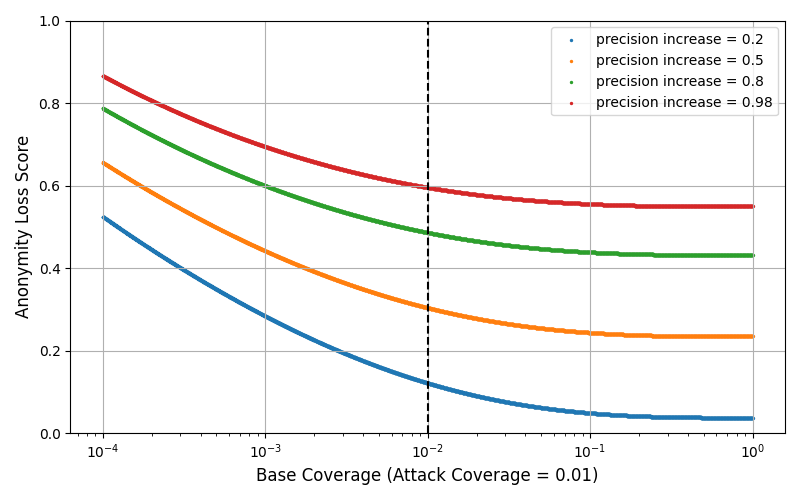 1.0
0.8
0.6
0.4
0.2
0.0
Anonymity Loss Score
precision increase = 0.2
precision increase = 0.5
precision increase = 0.8
precision increase = 0.98
10⁻⁴
10⁻³
10⁻²
10⁻¹
10⁰
Base Coverage (Attack Coverage = 0.01)